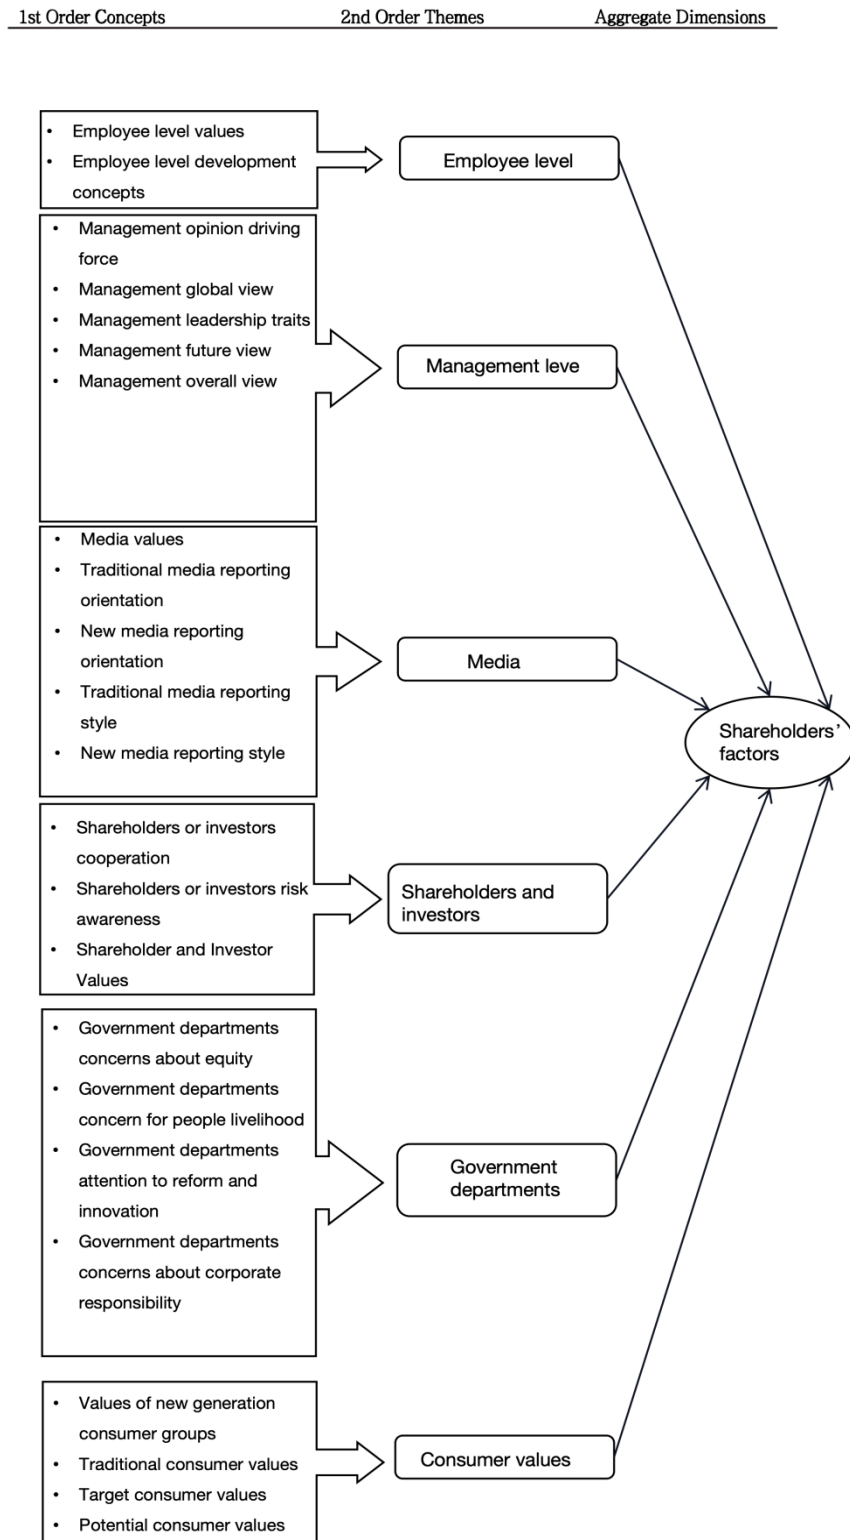 1st Order Concepts 2nd Order Themes Aggregate Dimensions
• Employee level values
• Employee level development
concepts
Employee level
• Management opinion driving
force
• Management global view
• Management leadership traits
• Management future view
• Management overall view
Management leve
• Media values
• Traditional media reporting
orientation
• New media reporting
orientation
• Traditional media reporting
style
• New media reporting style
Media
• Shareholders or investors
cooperation
• Shareholders or investors risk
awareness
• Shareholder and Investor
Values
Shareholders and
investors
• Government departments
concerns about equity
• Government departments
concern for people livelihood
• Government departments
attention to reform and
innovation
• Government departments
concerns about corporate
responsibility
Government
departments
• Values of new generation
consumer groups
• Traditional consumer values
• Target consumer values
• Potential consumer values
Consumer values
Shareholders’
factors